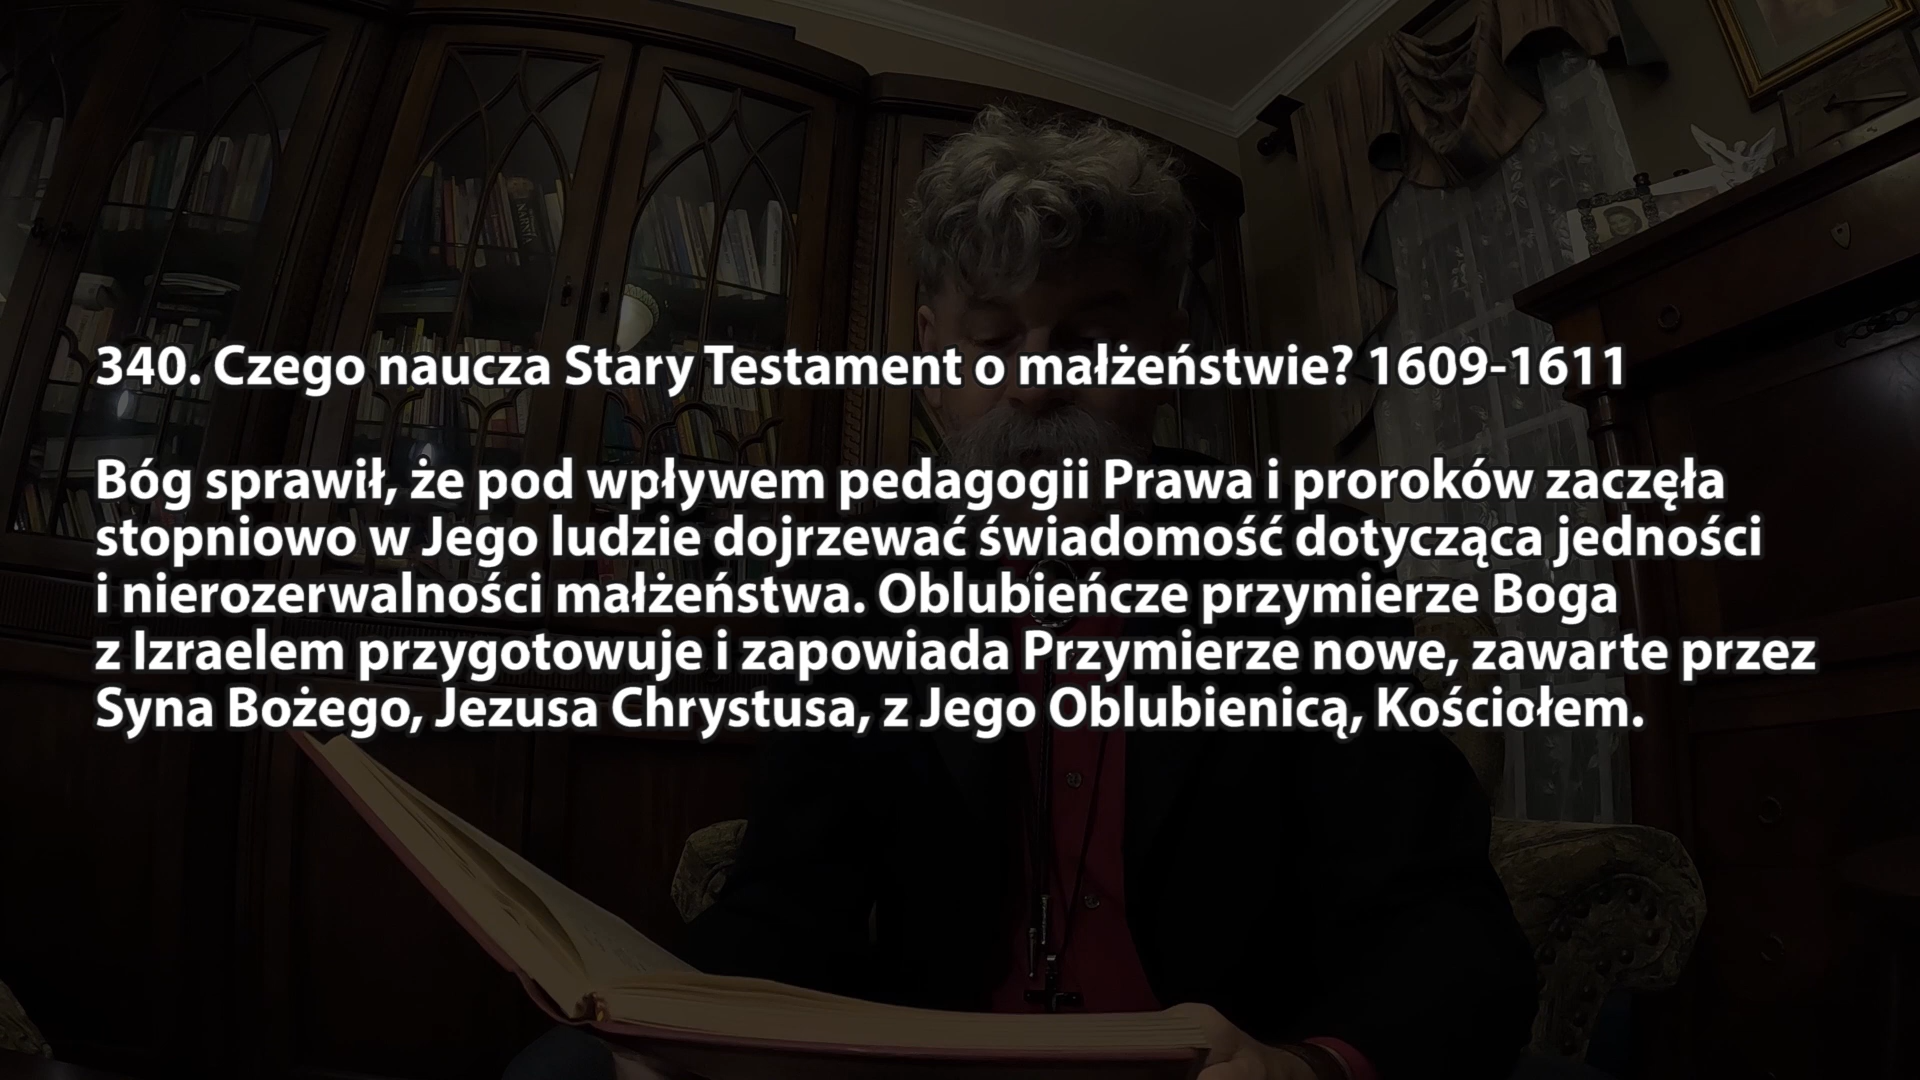 340. Czego naucza Stary Testament o małżeństwie? 1609-1611
Bóg sprawił, że pod wpływem pedagogii Prawa i proroków zaczęła
stopniowo w Jego ludzie dojrzewać świadomość dotycząca jedności
i nierozerwalności małżeństwa. Oblubieńcze przymierze Boga
z Izraelem przygotowuje i zapowiada Przymierze nowe, zawarte przez
Syna Bożego, Jezusa Chrystusa, z Jego Oblubienicą, Kościołem.